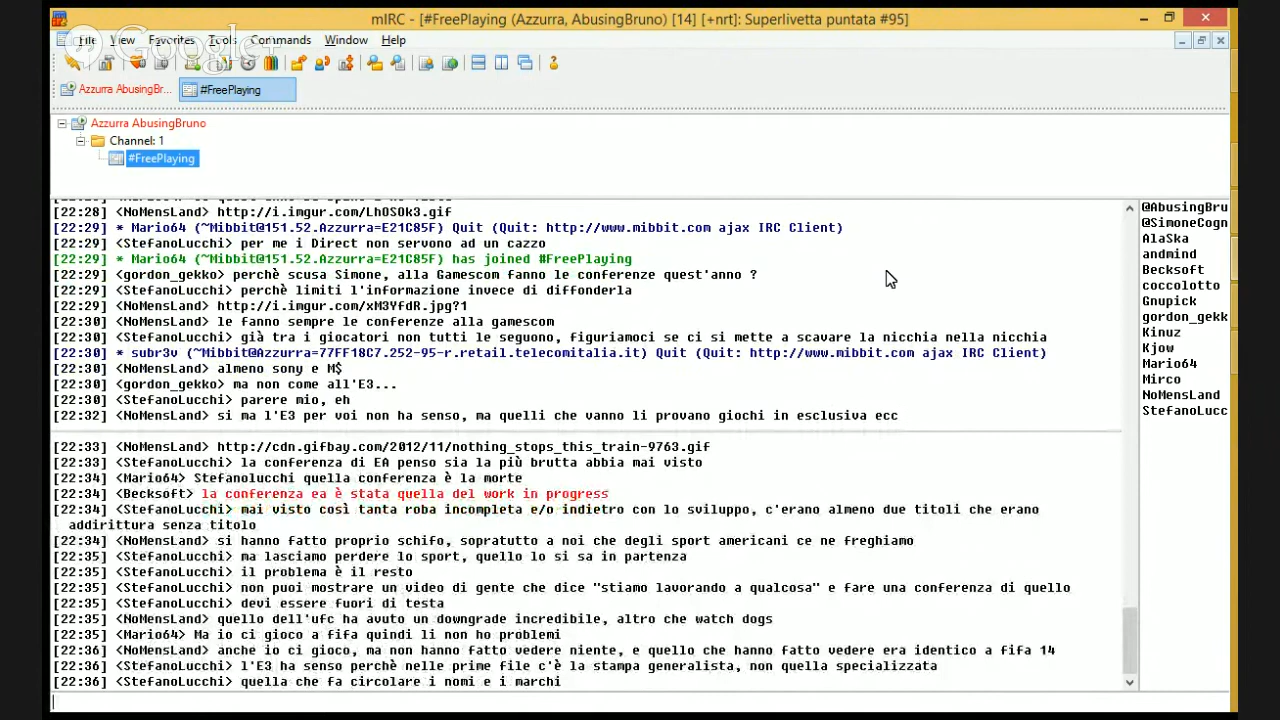 mIRC - [#FreePlaying (Azzurra, AbusingBruno) [14] [+nrt]: Superlivetta puntata #95]
File View Favorites Tools Commands Window Help
Googler
Azzurra AbusingBr... #FreePlaying
Azzurra AbusingBruno
Channel: 1
#FreePlaying
[22:28] <NoMensLand> http://i.imgur.com/LhOSOk3.gif
[22:29] * Mario64 (~Mibbit@151.52.Azzurra=E21C85F) Quit (Quit: http://www.mibbit.com ajax IRC Client)
[22:29] <StefanoLucchi> per me i Direct non servono ad un cazzo
[22:29] * Mario64 (~Mibbit@151.52.Azzurra=E21C85F) has joined #FreePlaying
[22:29] <gordon_gekko> perchè scusa Simone, alla Gamescom fanno le conferenze quest'anno ?
[22:29] <StefanoLucchi> perchè limiti l'informazione invece di diffonderla
[22:29] <NoMensLand> http://i.imgur.com/xM3YfdR.jpg?1
[22:30] <NoMensLand> le fanno sempre le conferenze alla gamescom
[22:30] <StefanoLucchi> già tra i giocatori non tutti le seguono, figuriamoci se ci si mette a scavare la nicchia nella nicchia
[22:30] * subr3v (~Mibbit@Azzurra=77FF18C7.252-95-r.retail.telecomitalia.it) Quit (Quit: http://www.mibbit.com ajax IRC Client)
[22:30] <NoMensLand> almeno sony e M$
[22:30] <gordon_gekko> ma non come all'E3...
[22:30] <StefanoLucchi> parere mio, eh
[22:32] <NoMensLand> si ma l'E3 per voi non ha senso, ma quelli che vanno li provano giochi in esclusiva ecc
[22:33] <NoMensLand> http://cdn.gifbay.com/2012/11/nothing_stops_this_train-9763.gif
[22:33] <StefanoLucchi> la conferenza di EA penso sia la più brutta abbia mai visto
[22:34] <Mario64> Stefanolucchi quella conferenza è la morte
[22:34] <Becksoft> la conferenza ea è stata quella del work in progress
[22:34] <StefanoLucchi> mai visto così tanta roba incompleta e/o indietro con lo sviluppo, c'erano almeno due titoli che erano
addirittura senza titolo
[22:34] <NoMensLand> si hanno fatto proprio schifo, sopratutto a noi che degli sport americani ce ne freghiamo
[22:35] <StefanoLucchi> ma lasciamo perdere lo sport, quello lo si sa in partenza
[22:35] <StefanoLucchi> il problema è il resto
[22:35] <StefanoLucchi> non puoi mostrare un video di gente che dice "stiamo lavorando a qualcosa" e fare una conferenza di quello
[22:35] <StefanoLucchi> devi essere fuori di testa
[22:35] <NoMensLand> quello dell'ufc ha avuto un downgrade incredibile, altro che watch dogs
[22:35] <Mario64> Ma io ci gioco a fifa quindi li non ho problemi
[22:36] <NoMensLand> anche io ci gioco, ma non hanno fatto vedere niente, e quello che hanno fatto vedere era identico a fifa 14
[22:36] <StefanoLucchi> l'E3 ha senso perchè nelle prime file c'è la stampa generalista, non quella specializzata
[22:36] <StefanoLucchi> quella che fa circolare i nomi e i marchi
@AbusingBru
@SimoneCogn
AlaSka
andmind
Becksoft
coccolotto
Gnupick
gordon_gekk
Kinuz
Kjow
Mario64
Mirco
NoMensLand
StefanoLucc